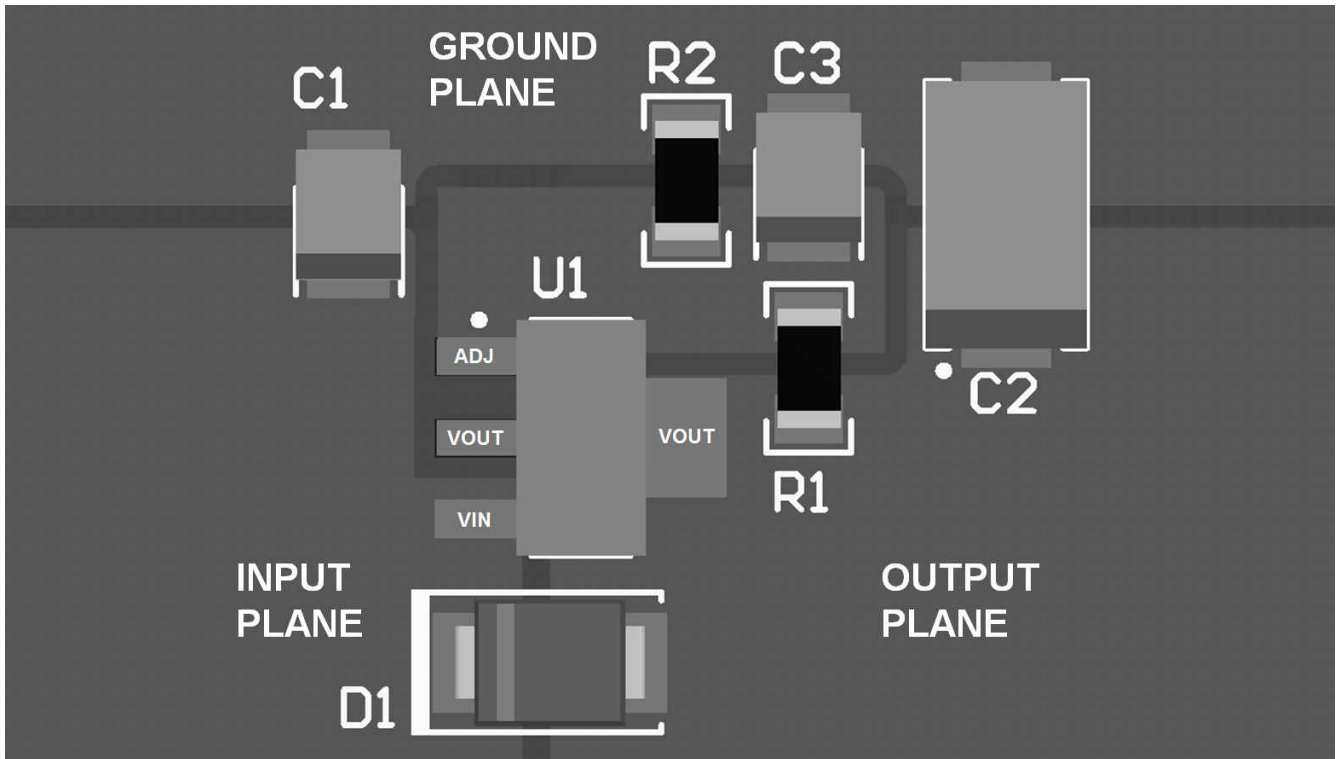 GROUND
PLANE
C1
R2
C3
U1
ADJ
VOUT
VOUT
VIN
C2
R1
INPUT
PLANE
OUTPUT
PLANE
D1